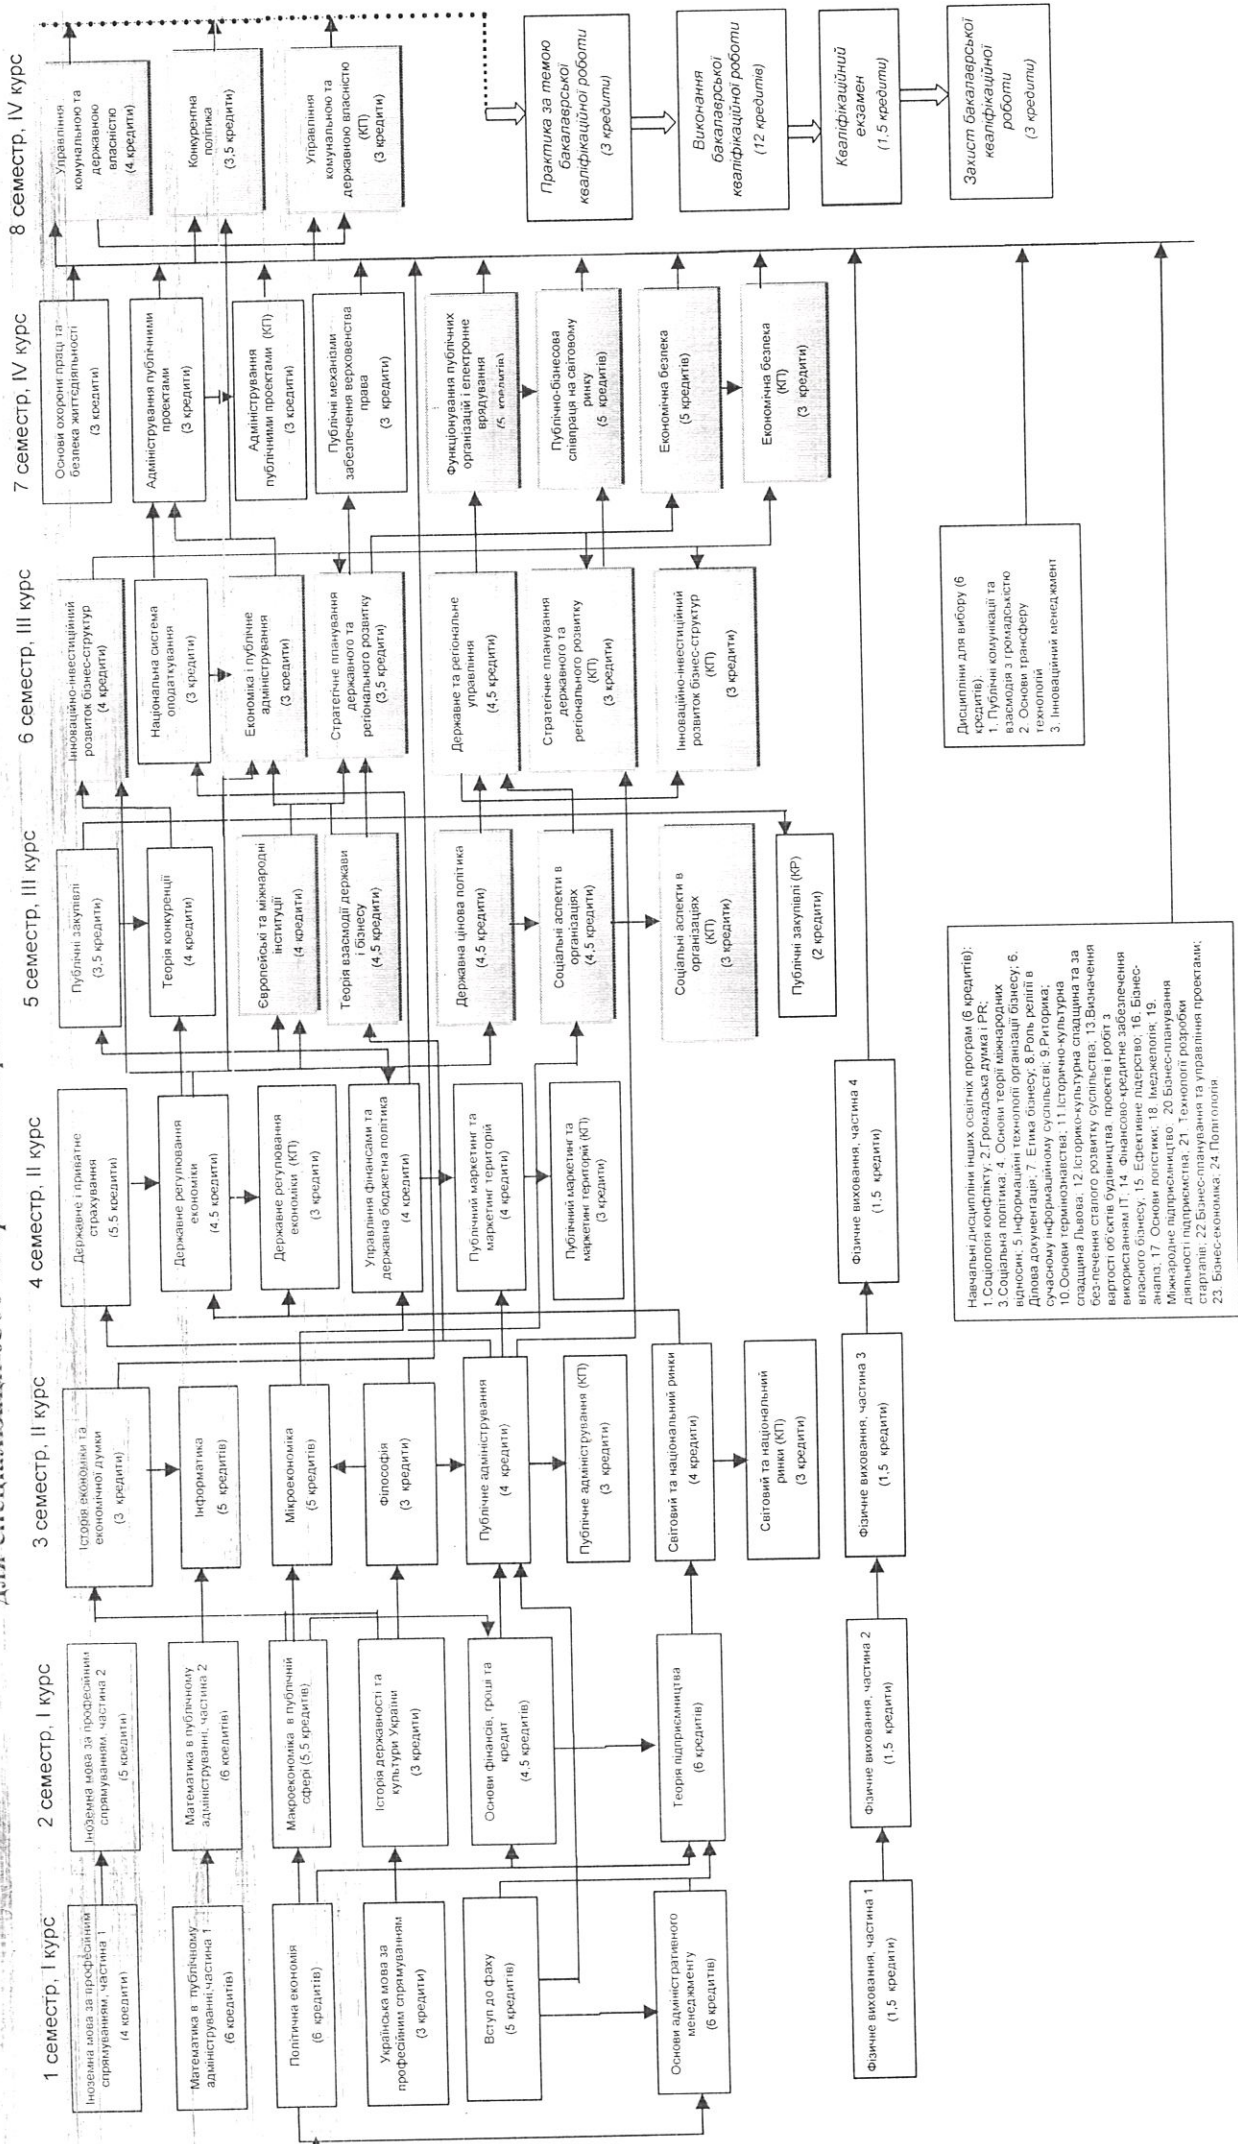 1 семестр, І курс
Іноземна мова за професійним
спрямуванням, частина 1
(4 кредити)
Математика в публічному
адмініструванні, частина 1
(6 кредитів)
Політична економія
(6 кредитів)
Українська мова за
професійним спрямуванням
(3 кредити)
Вступ до фаху
(5 кредитів)
Основи адміністративного
менеджменту
(6 кредитів)
Фізичне виховання, частина 1
(1,5 кредити)
2 семестр, І курс
Іноземна мова за професійним
спрямуванням, частина 2
(5 кредити)
Математика в публічному
адмініструванні, частина 2
(6 кредитів)
Макроекономіка в публічній
сфері (5,5 кредитів)
Історія державності та
культури України
(3 кредити)
Основи фінансів, гроші та
кредит
(4,5 кредитів)
Теорія підприємництва
(6 кредитів)
Фізичне виховання, частина 2
(1,5 кредити)
3 семестр, ІІ курс
Історія економіки та
економічної думки
(3 кредити)
Інформатика
(5 кредитів)
Мікроекономіка
(5 кредитів)
Філософія
(3 кредити)
Публічне адміністрування
(4 кредити)
Публічне адміністрування (КП)
(3 кредити)
Світовий та національний ринки
(4 кредити)
Світовий та національний
ринки (КП)
(3 кредити)
Фізичне виховання, частина 3
(1,5 кредити)
4 семестр, ІІ курс
Державне і приватне
страхування
(5,5 кредити)
Державне регулювання
економіки
(4,5 кредити)
Державне регулювання
економіки (КП)
(3 кредити)
Управління фінансами та
державна бюджетна політика
(4 кредити)
Публічний маркетинг та
маркетинг територій
(4 кредити)
Публічний маркетинг та
маркетинг територій (КП)
(3 кредити)
Фізичне виховання, частина 4
(1,5 кредити)
5 семестр, ІІІ курс
Публічні закупівлі
(3,5 кредити)
Теорія конкуренції
(4 кредити)
Європейські та міжнародні
інституції
(4 кредити)
Теорія взаємодії держави
і бізнесу
(4,5 кредити)
Державна цінова політика
(4,5 кредити)
Соціальні аспекти в
організаціях
(4,5 кредити)
Соціальні аспекти в
організаціях
(КП)
(3 кредити)
Публічні закупівлі (КР)
(2 кредити)
6 семестр, ІІІ курс
Інноваційно-інвестиційний
розвиток бізнес-структур
(4 кредити)
Національна система
оподаткування
(3 кредити)
Економіка і публічне
адміністрування
(3 кредити)
Стратегічне планування
державного та
регіонального розвитку
(3,5 кредити)
Державне та регіональне
управління
(4,5 кредити)
Стратегічне планування
державного та
регіонального розвитку
(КП)
(3 кредити)
Інноваційно-інвестиційний
розвиток бізнес-структур
(КП)
(3 кредити)
7 семестр, IV курс
Основи охорони праці та
безпека життєдіяльності
(3 кредити)
Адміністрування публічними
проектами
(3 кредити)
Адміністрування
публічними проектами (КП)
(3 кредити)
Публічні механізми
забезпечення верховенства
права
(3 кредити)
Функціонування публічних
організацій і електронне
врядування
(5 кредитів)
Публічно-бізнесова
співпраця на світовому
ринку
(5 кредитів)
Економічна безпека
(5 кредитів)
Економічна безпека
(КП)
(3 кредити)
8 семестр, IV курс
Управління
комунальною та
державною
власністю
(4 кредити)
Конкурентна
політика
(3,5 кредити)
Управління
комунальною та
державною власністю
(КП)
(3 кредити)
Практика за темою
бакалаврської
кваліфікаційної роботи
(3 кредити)
Виконання
бакалаврської
кваліфікаційної роботи
(12 кредитів)
Кваліфікаційний
екзамен
(1,5 кредити)
Захист бакалаврської
кваліфікаційної
роботи
(3 кредити)
Дисципліни для вибору (6
кредитів).
1. Публічні комунікації та
взаємодія з громадськістю
2. Основи трансферу
технологій
3. Інноваційний менеджмент
Навчальні дисципліни інших освітніх програм (6 кредитів):
1.Соціологія конфлікту; 2.Громадська думка і PR;
3.Соціальна політика; 4. Основи теорії міжнародних
відносин; 5.Інформаційні технології організації бізнесу; 6.
Ділова документація; 7. Етика бізнесу; 8.Роль релігії в
сучасному інформаційному суспільстві; 9.Риторика;
10.Основи термінознавства; 11.Історично-культурна
спадщина Львова; 12.Історико-культурна спадщина та за
без-печення сталого розвитку суспільства; 13.Визначення
вартості об'єктів будівництва, проектів і робіт з
використанням ІТ; 14. Фінансово-кредитне забезпечення
власного бізнесу; 15. Ефективне лідерство; 16. Бізнес-
аналіз; 17. Основи логістики; 18. Іміджелогія; 19.
Міжнародне підприємництво; 20.Бізнес-планування
діяльності підприємства; 21. Технології розробки
стартапів; 22.Бізнес-планування та управління проектами;
23. Бізнес-економіка; 24.Політологія